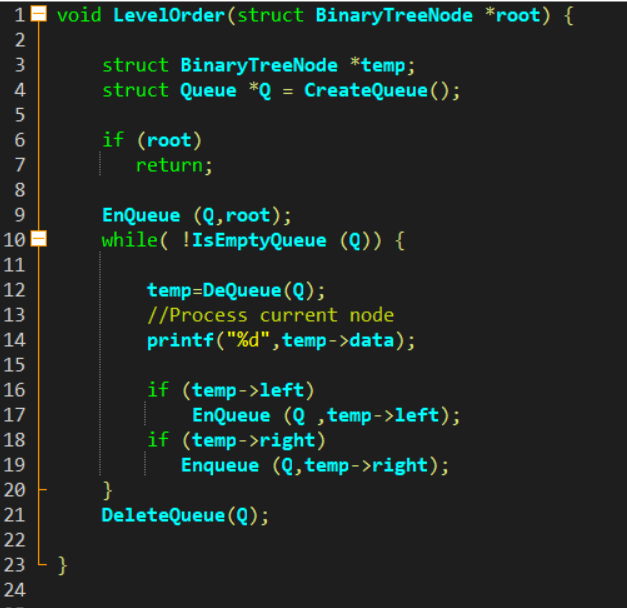 1 void LevelOrder(struct BinaryTreeNode *root) {
2
3 struct BinaryTreeNode *temp;
4 struct Queue *Q = CreateQueue();
5
6 if (root)
7 return;
8
9 EnQueue (Q,root);
10 while( !IsEmptyQueue (Q)) {
11
12 temp=DeQueue(Q);
13 //Process current node
14 printf("%d",temp->data);
15
16 if (temp->left)
17 EnQueue (Q ,temp->left);
18 if (temp->right)
19 Enqueue (Q,temp->right);
20 }
21 DeleteQueue(Q);
22
23 }
24